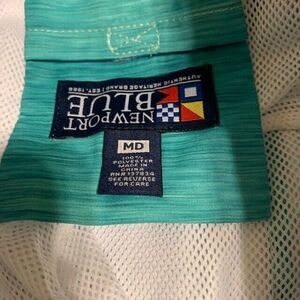 NEWPORT
BLUE
AUTHENTIC HERITAGE BRAND | EST. 1986
MD
100%
POLYESTER
MADE IN
CHINA
RN# 137834
SEE REVERSE
FOR CARE